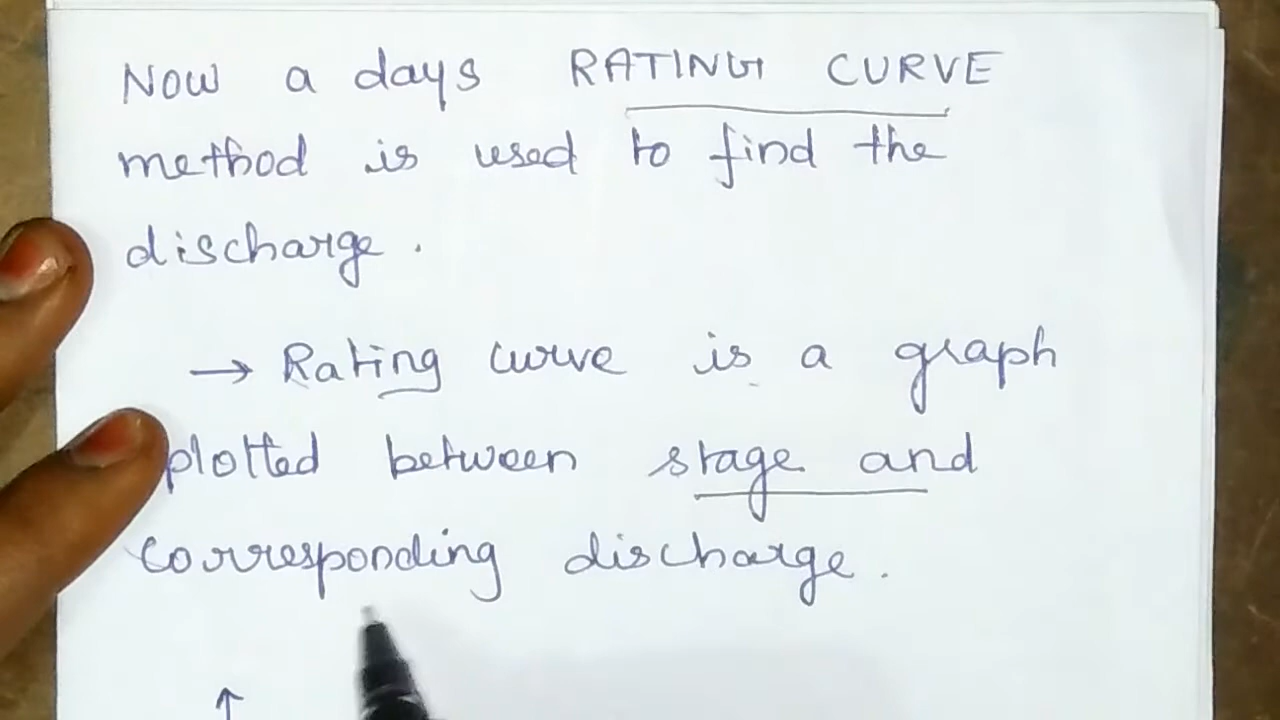 Now a days RATING CURVE
method is used to find the
discharge.
→ Rating curve is a graph
plotted between stage and
corresponding discharge.